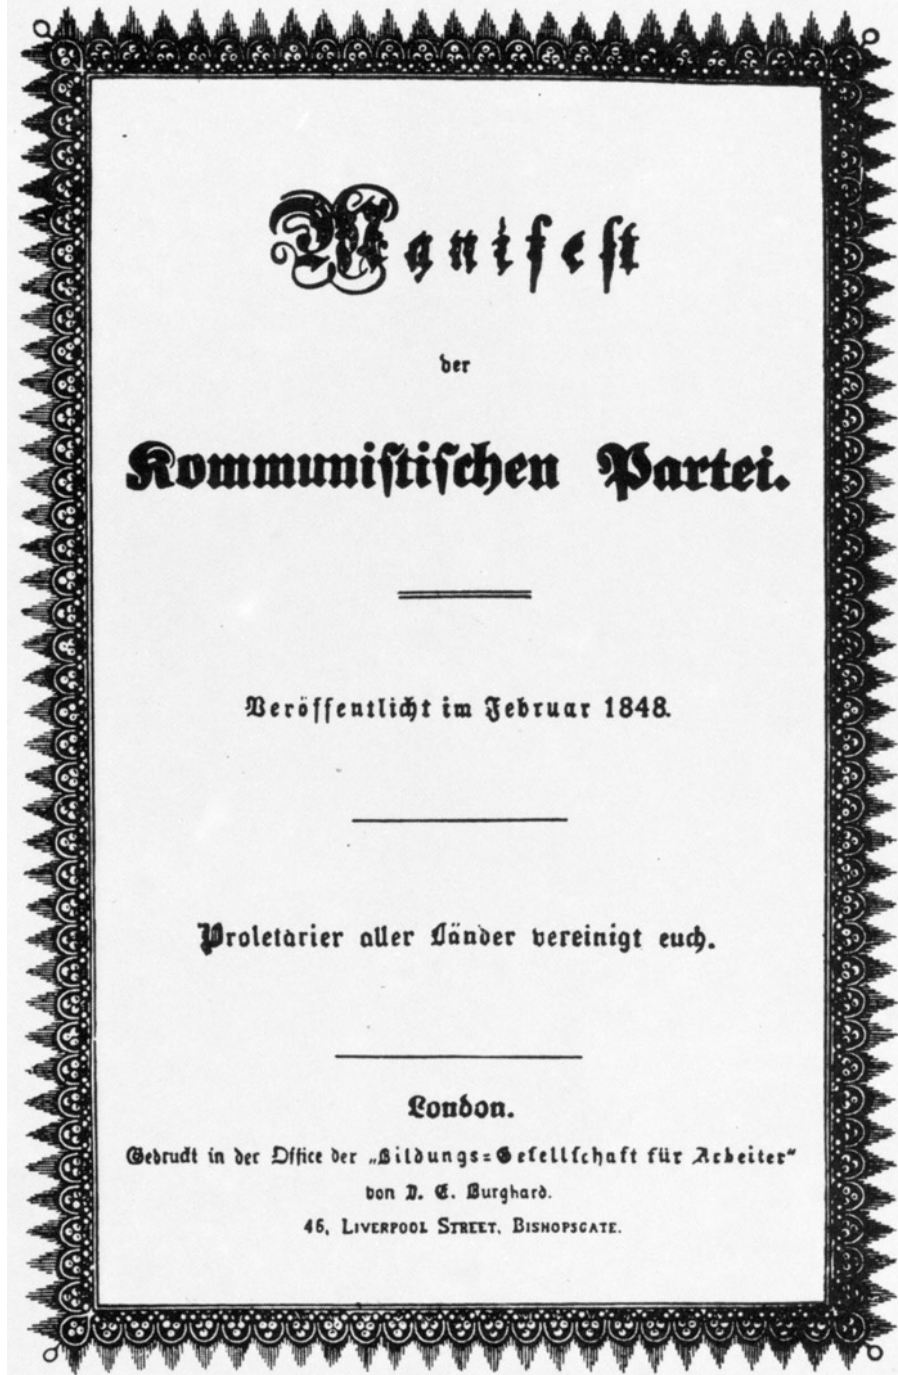 Manifest
der
Kommunistischen Partei.
Veröffentlicht im Februar 1848.
Proletarier aller Länder vereinigt euch.
London.
Gedruckt in der Office der „Bildungs=Gesellschaft für Arbeiter“
von I. E. Burghard.
46, LIVERPOOL STREET, BISHOPSGATE.